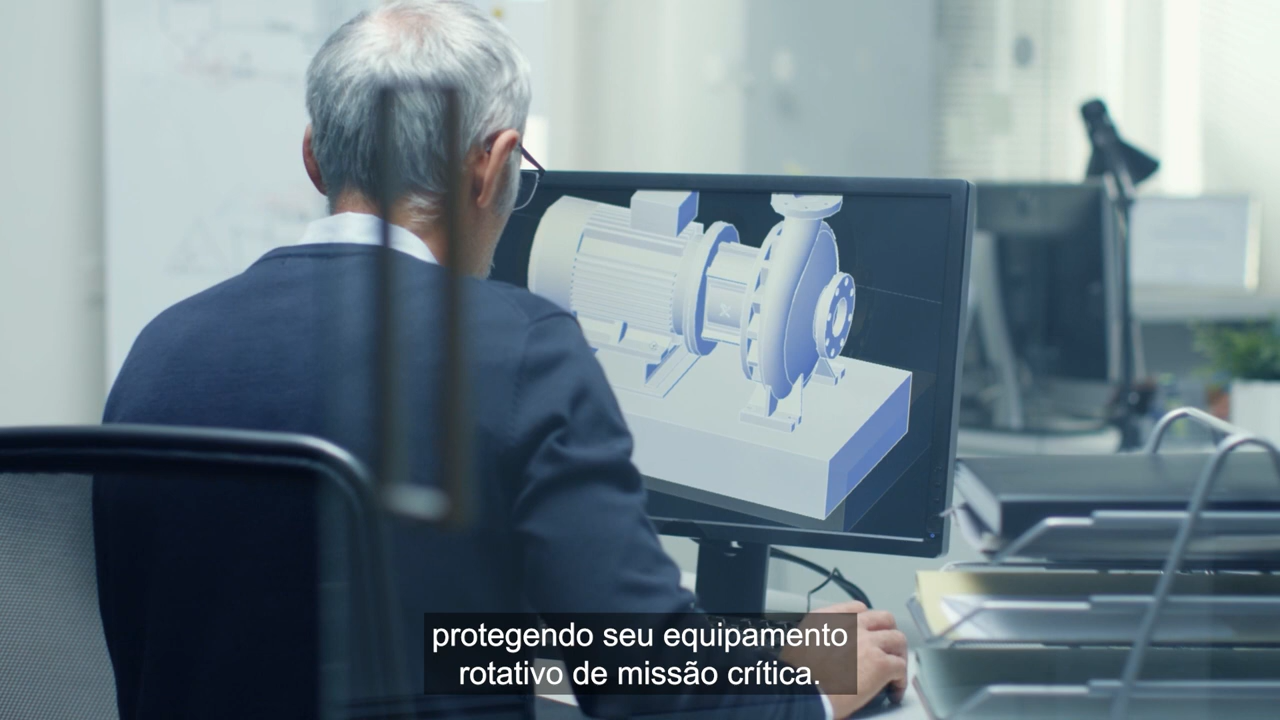 protegendo seu equipamento
rotativo de missão crítica.